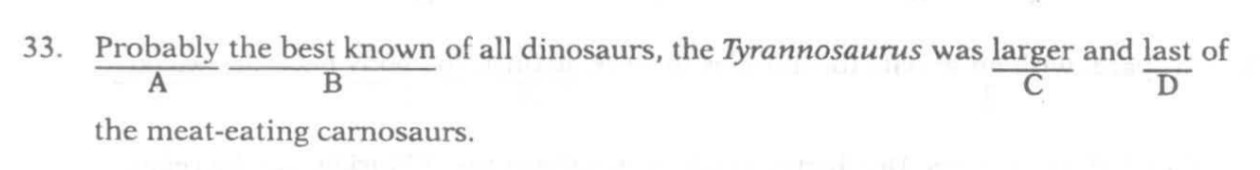 33. Probably the best known of all dinosaurs, the Tyrannosaurus was larger and last of
A B C D
the meat-eating carnosaurs.